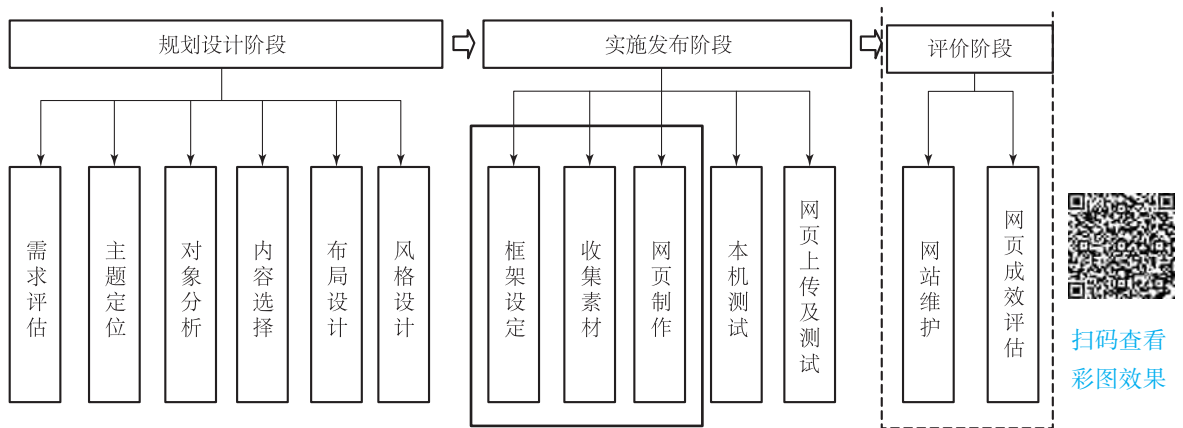 规划设计阶段
实施发布阶段
评价阶段
需求评估
主题定位
对象分析
内容选择
布局设计
风格设计
框架设定
收集素材
网页制作
本机测试
网页上传及测试
网站维护
网页成效评估
扫码查看
彩图效果